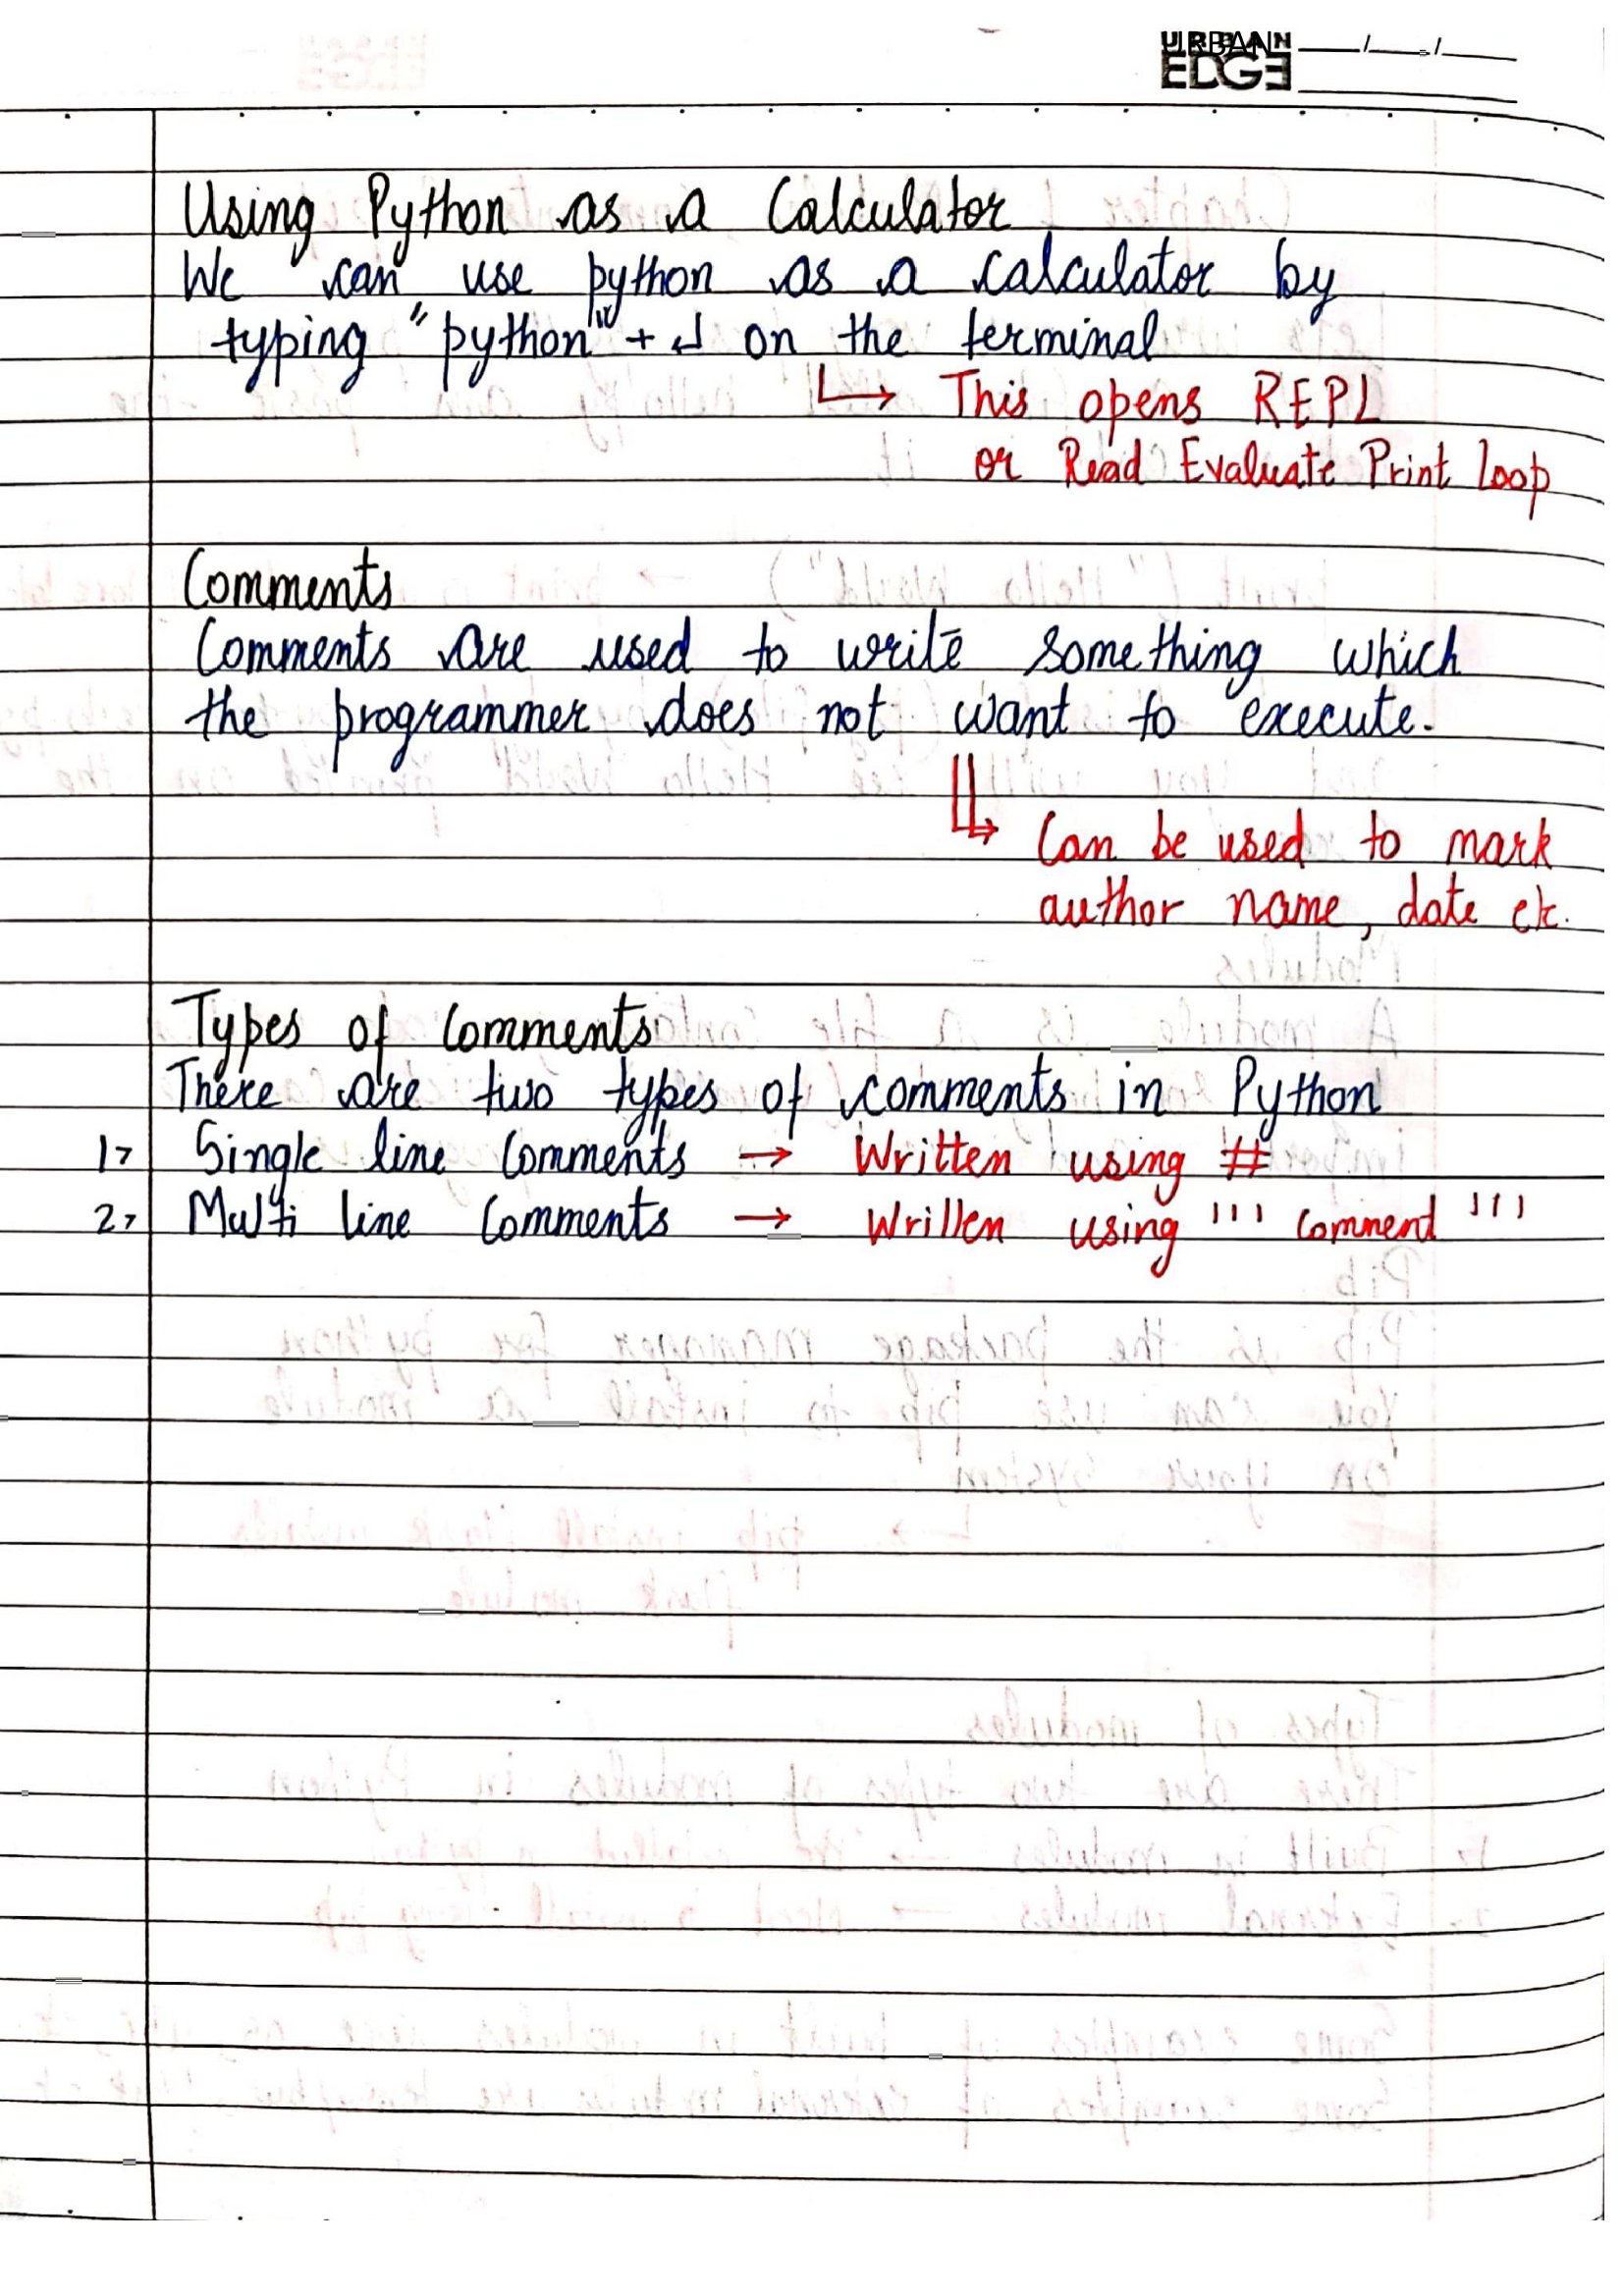 URBAN
EDGE
Using Python as a Calculator
We can use python as a calculator by
typing "python" + ↵ on the terminal
↳ This opens REPL
or Read Evaluate Print Loop
Comments
Comments are used to write something which
the programmer does not want to execute.
↳ Can be used to mark
author name, date etc.
Types of Comments
There are two types of comments in Python
1> Single line Comments → Written using #
2> Multi line Comments → Written using ''' Comment '''